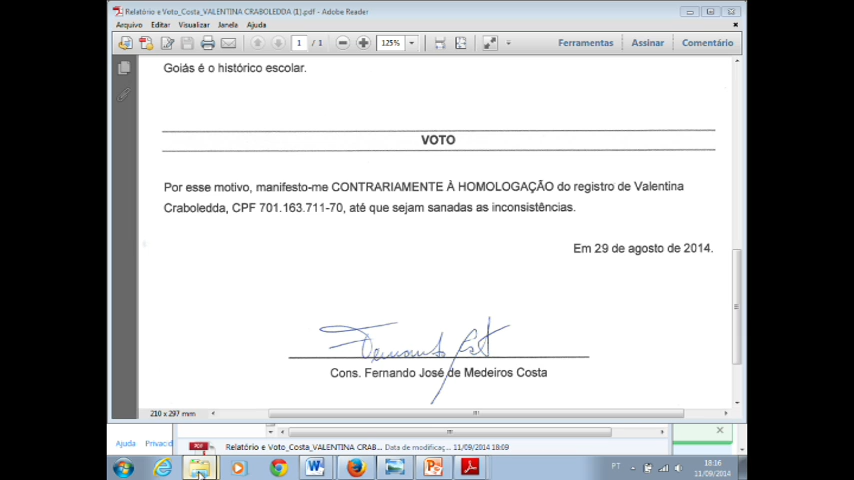 Relatório e Voto_Costa_VALENTINA CRABOLEDDA (1).pdf - Adobe Reader
Arquivo Editar Visualizar Janela Ajuda
1 / 1 125% Ferramentas Assinar Comentário
Goiás é o histórico escolar.
VOTO
Por esse motivo, manifesto-me CONTRARIAMENTE À HOMOLOGAÇÃO do registro de Valentina
Craboledda, CPF 701.163.711-70, até que sejam sanadas as inconsistências.
Em 29 de agosto de 2014.
Cons. Fernando José de Medeiros Costa
210 x 297 mm
Ajuda Privacid
Relatório e Voto_Costa_VALENTINA CRAB... Data de modificaç... 11/09/2014 18:09
PT 18:16
11/09/2014